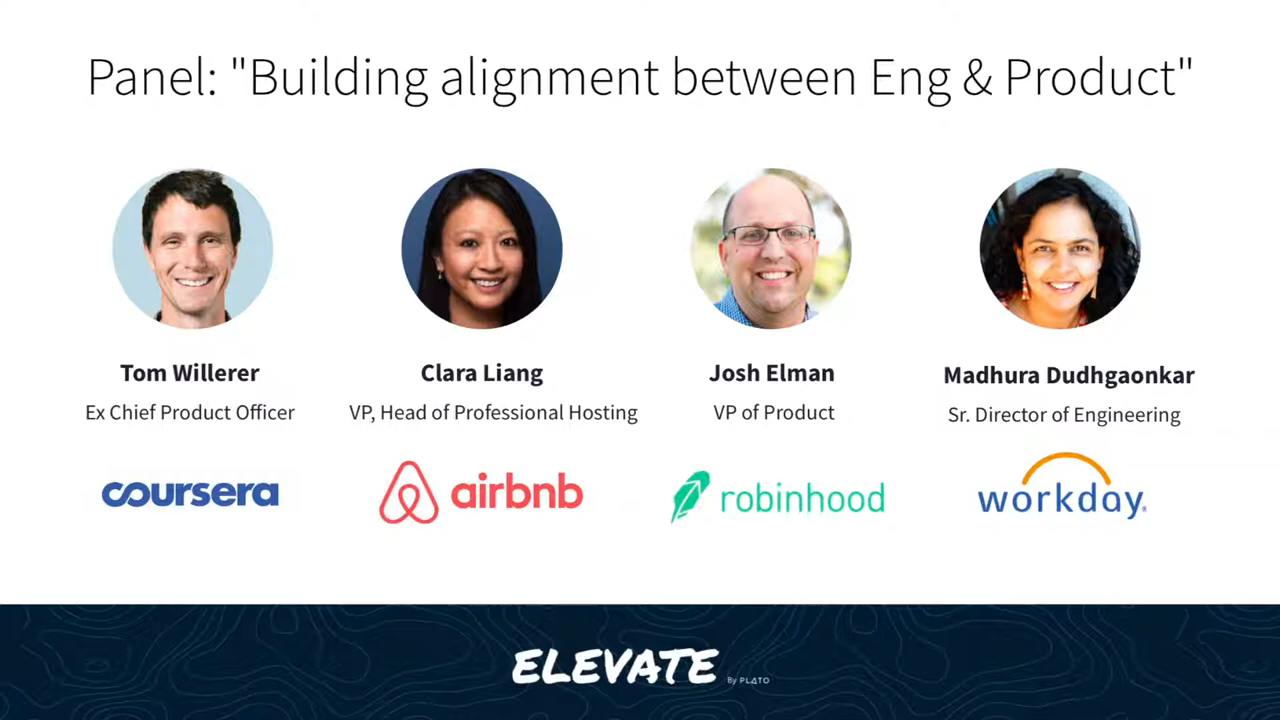 Panel: "Building alignment between Eng & Product"
Tom Willerer
Ex Chief Product Officer
coursera
Clara Liang
VP, Head of Professional Hosting
airbnb
Josh Elman
VP of Product
robinhood
Madhura Dudhgaonkar
Sr. Director of Engineering
workday®
ELEVATE By PLATO